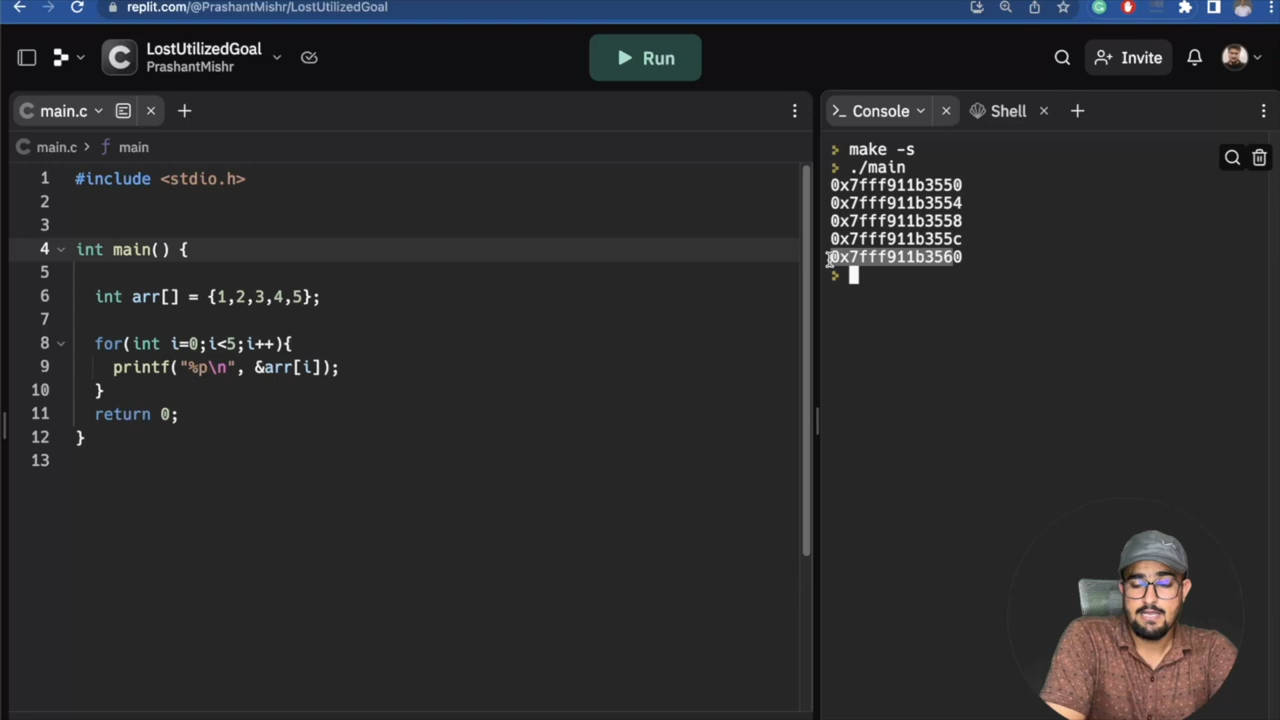 replit.com/@PrashantMishr/LostUtilizedGoal
LostUtilizedGoal
PrashantMishr
Run
Invite
main.c
main.c > f main
1 #include <stdio.h>
2
3
4 int main() {
5
6 int arr[] = {1,2,3,4,5};
7
8 for(int i=0;i<5;i++){
9 printf("%p\n", &arr[i]);
10 }
11 return 0;
12 }
13
>_ Console
Shell
> make -s
> ./main
0x7fff911b3550
0x7fff911b3554
0x7fff911b3558
0x7fff911b355c
0x7fff911b3560
>